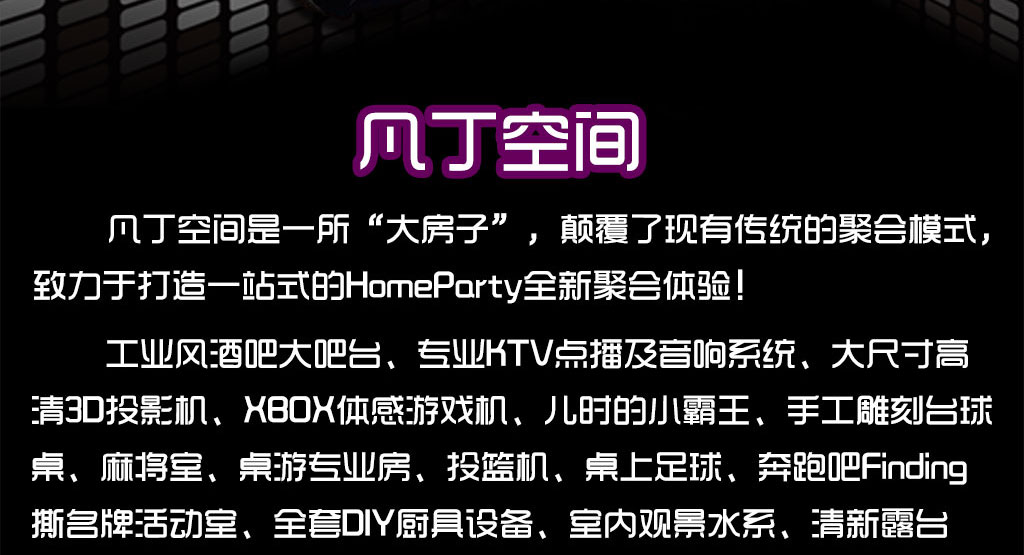 凡丁空间
凡丁空间是一所“大房子”，颠覆了现有传统的聚会模式，
致力于打造一站式的HomeParty全新聚会体验！
工业风酒吧大吧台、专业KTV点播及音响系统、大尺寸高
清3D投影机、XBOX体感游戏机、儿时的小霸王、手工雕刻台球
桌、麻将室、桌游专业房、投篮机、桌上足球、奔跑吧Finding
撕名牌活动室、全套DIY厨具设备、室内观景水系、清新露台